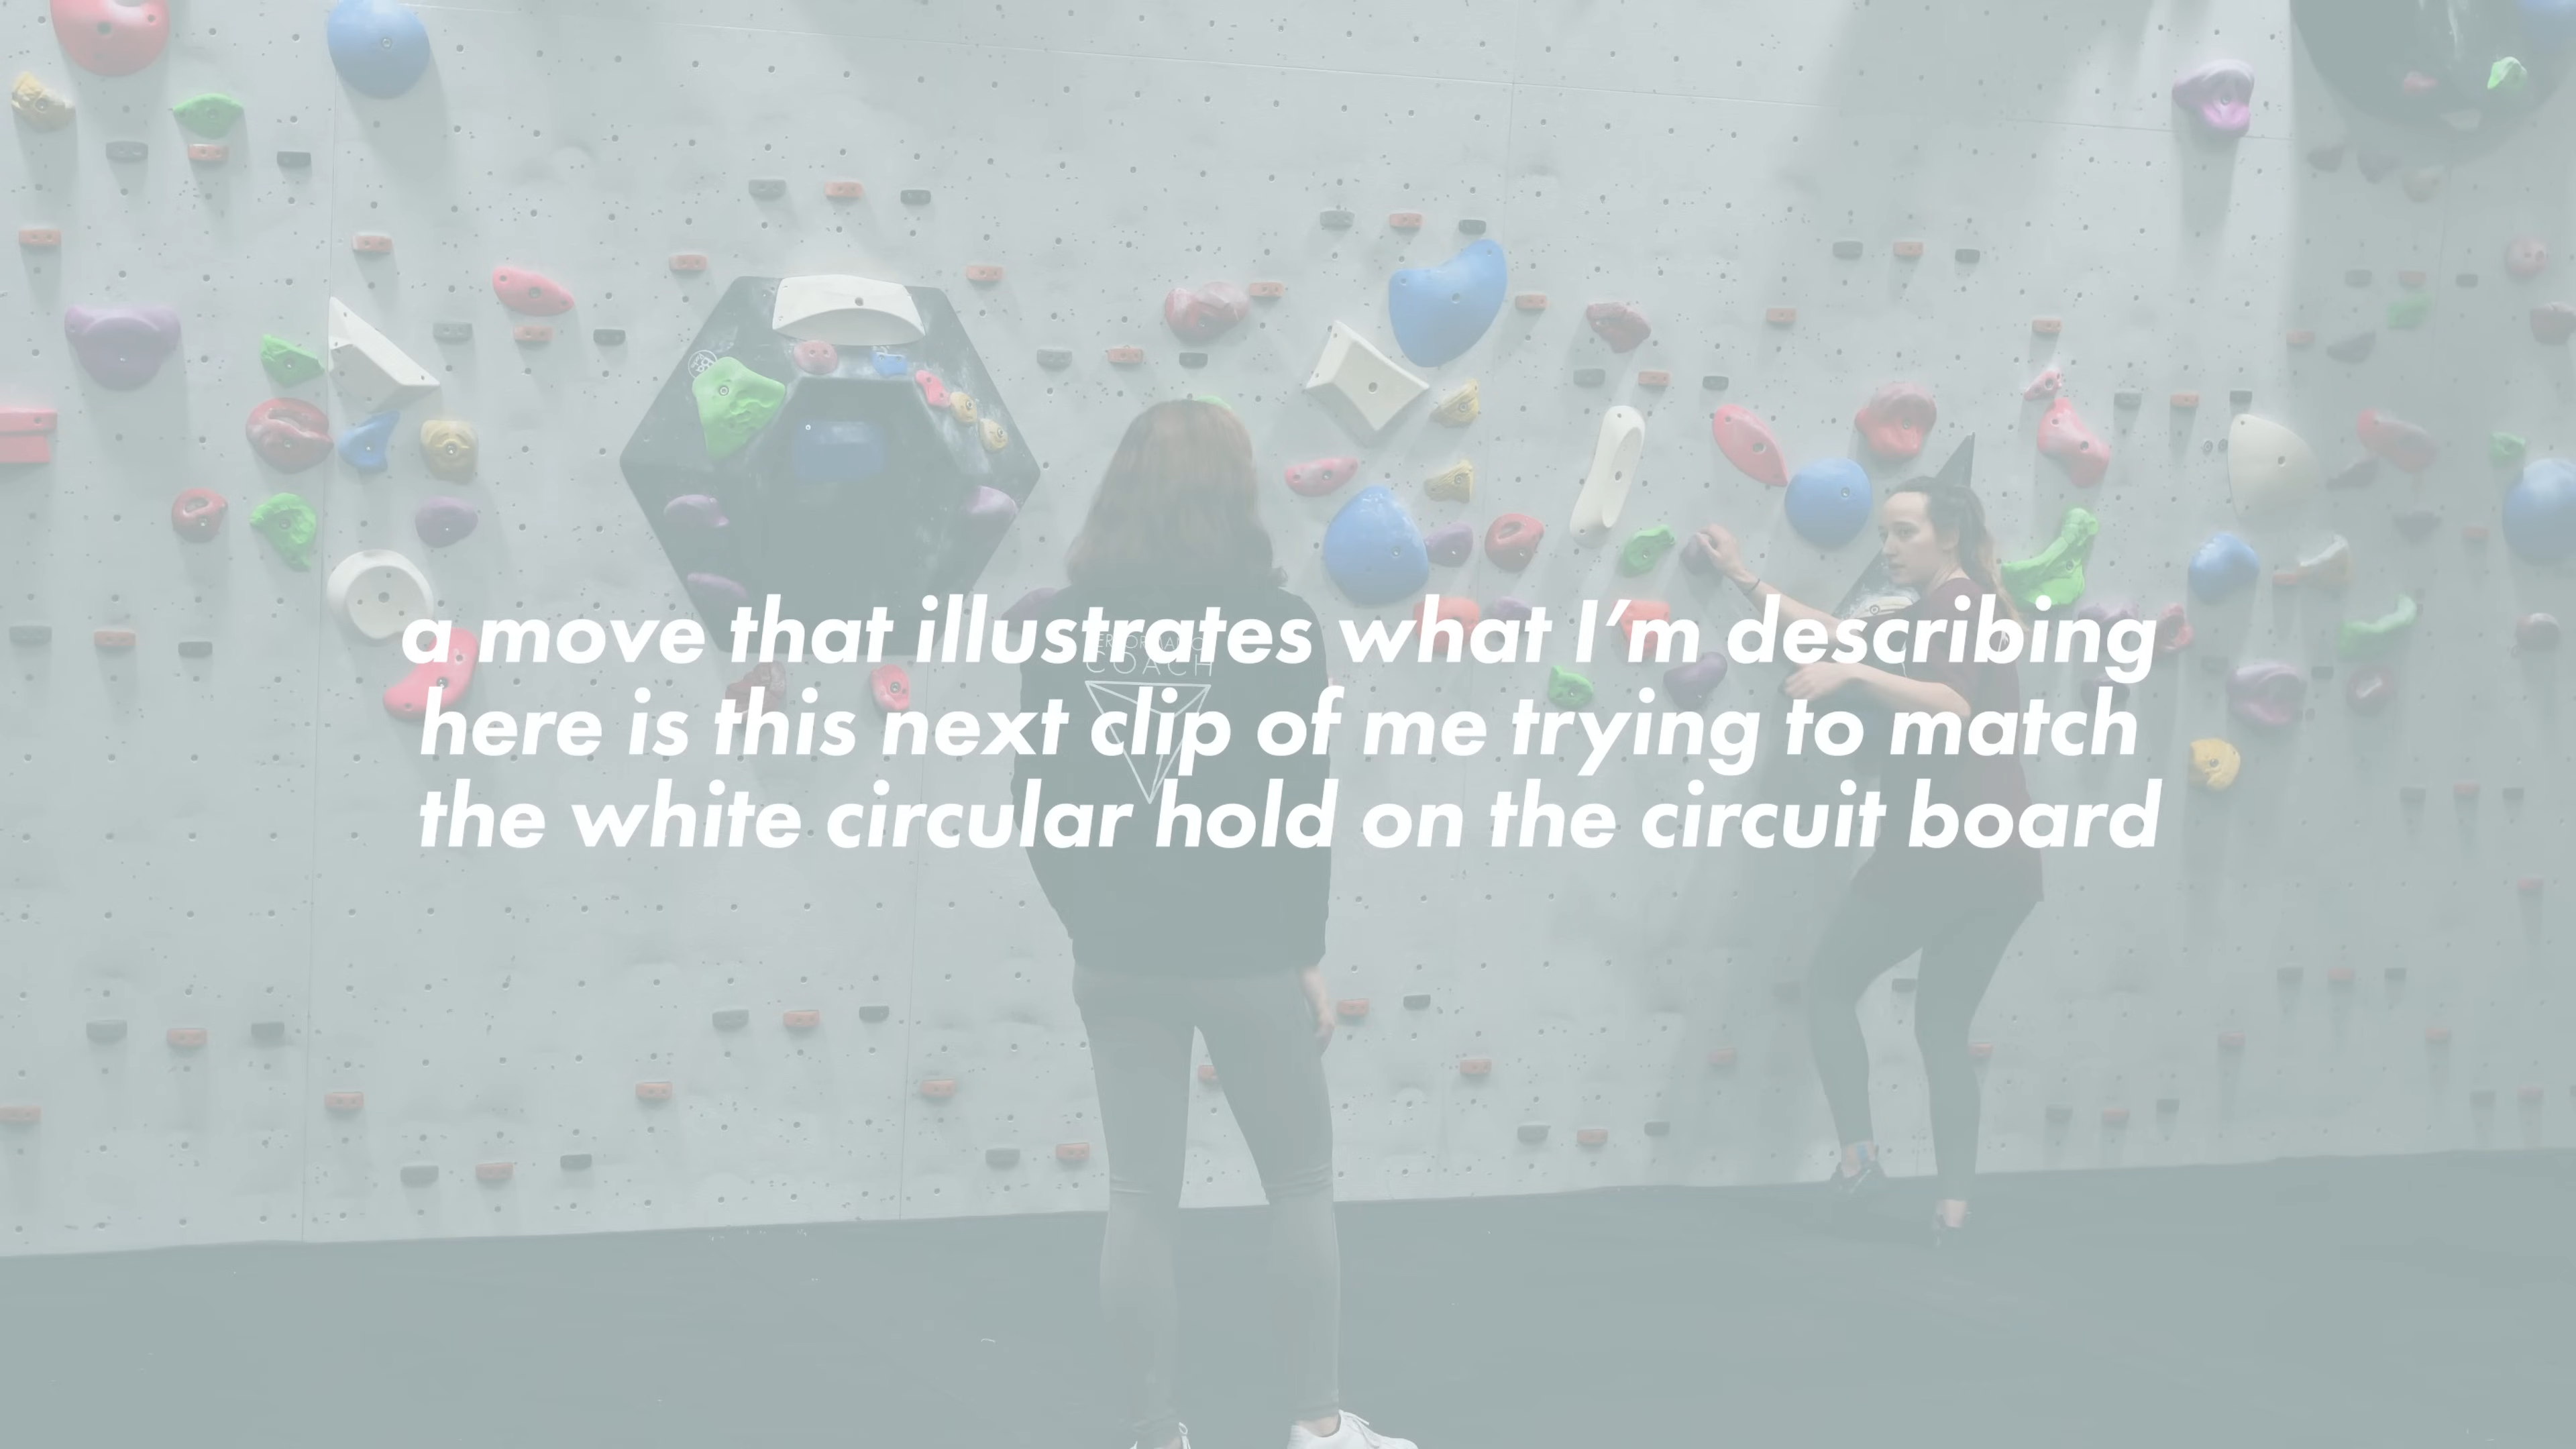 a move that illustrates what I'm describing
here is this next clip of me trying to match
the white circular hold on the circuit board
COACH